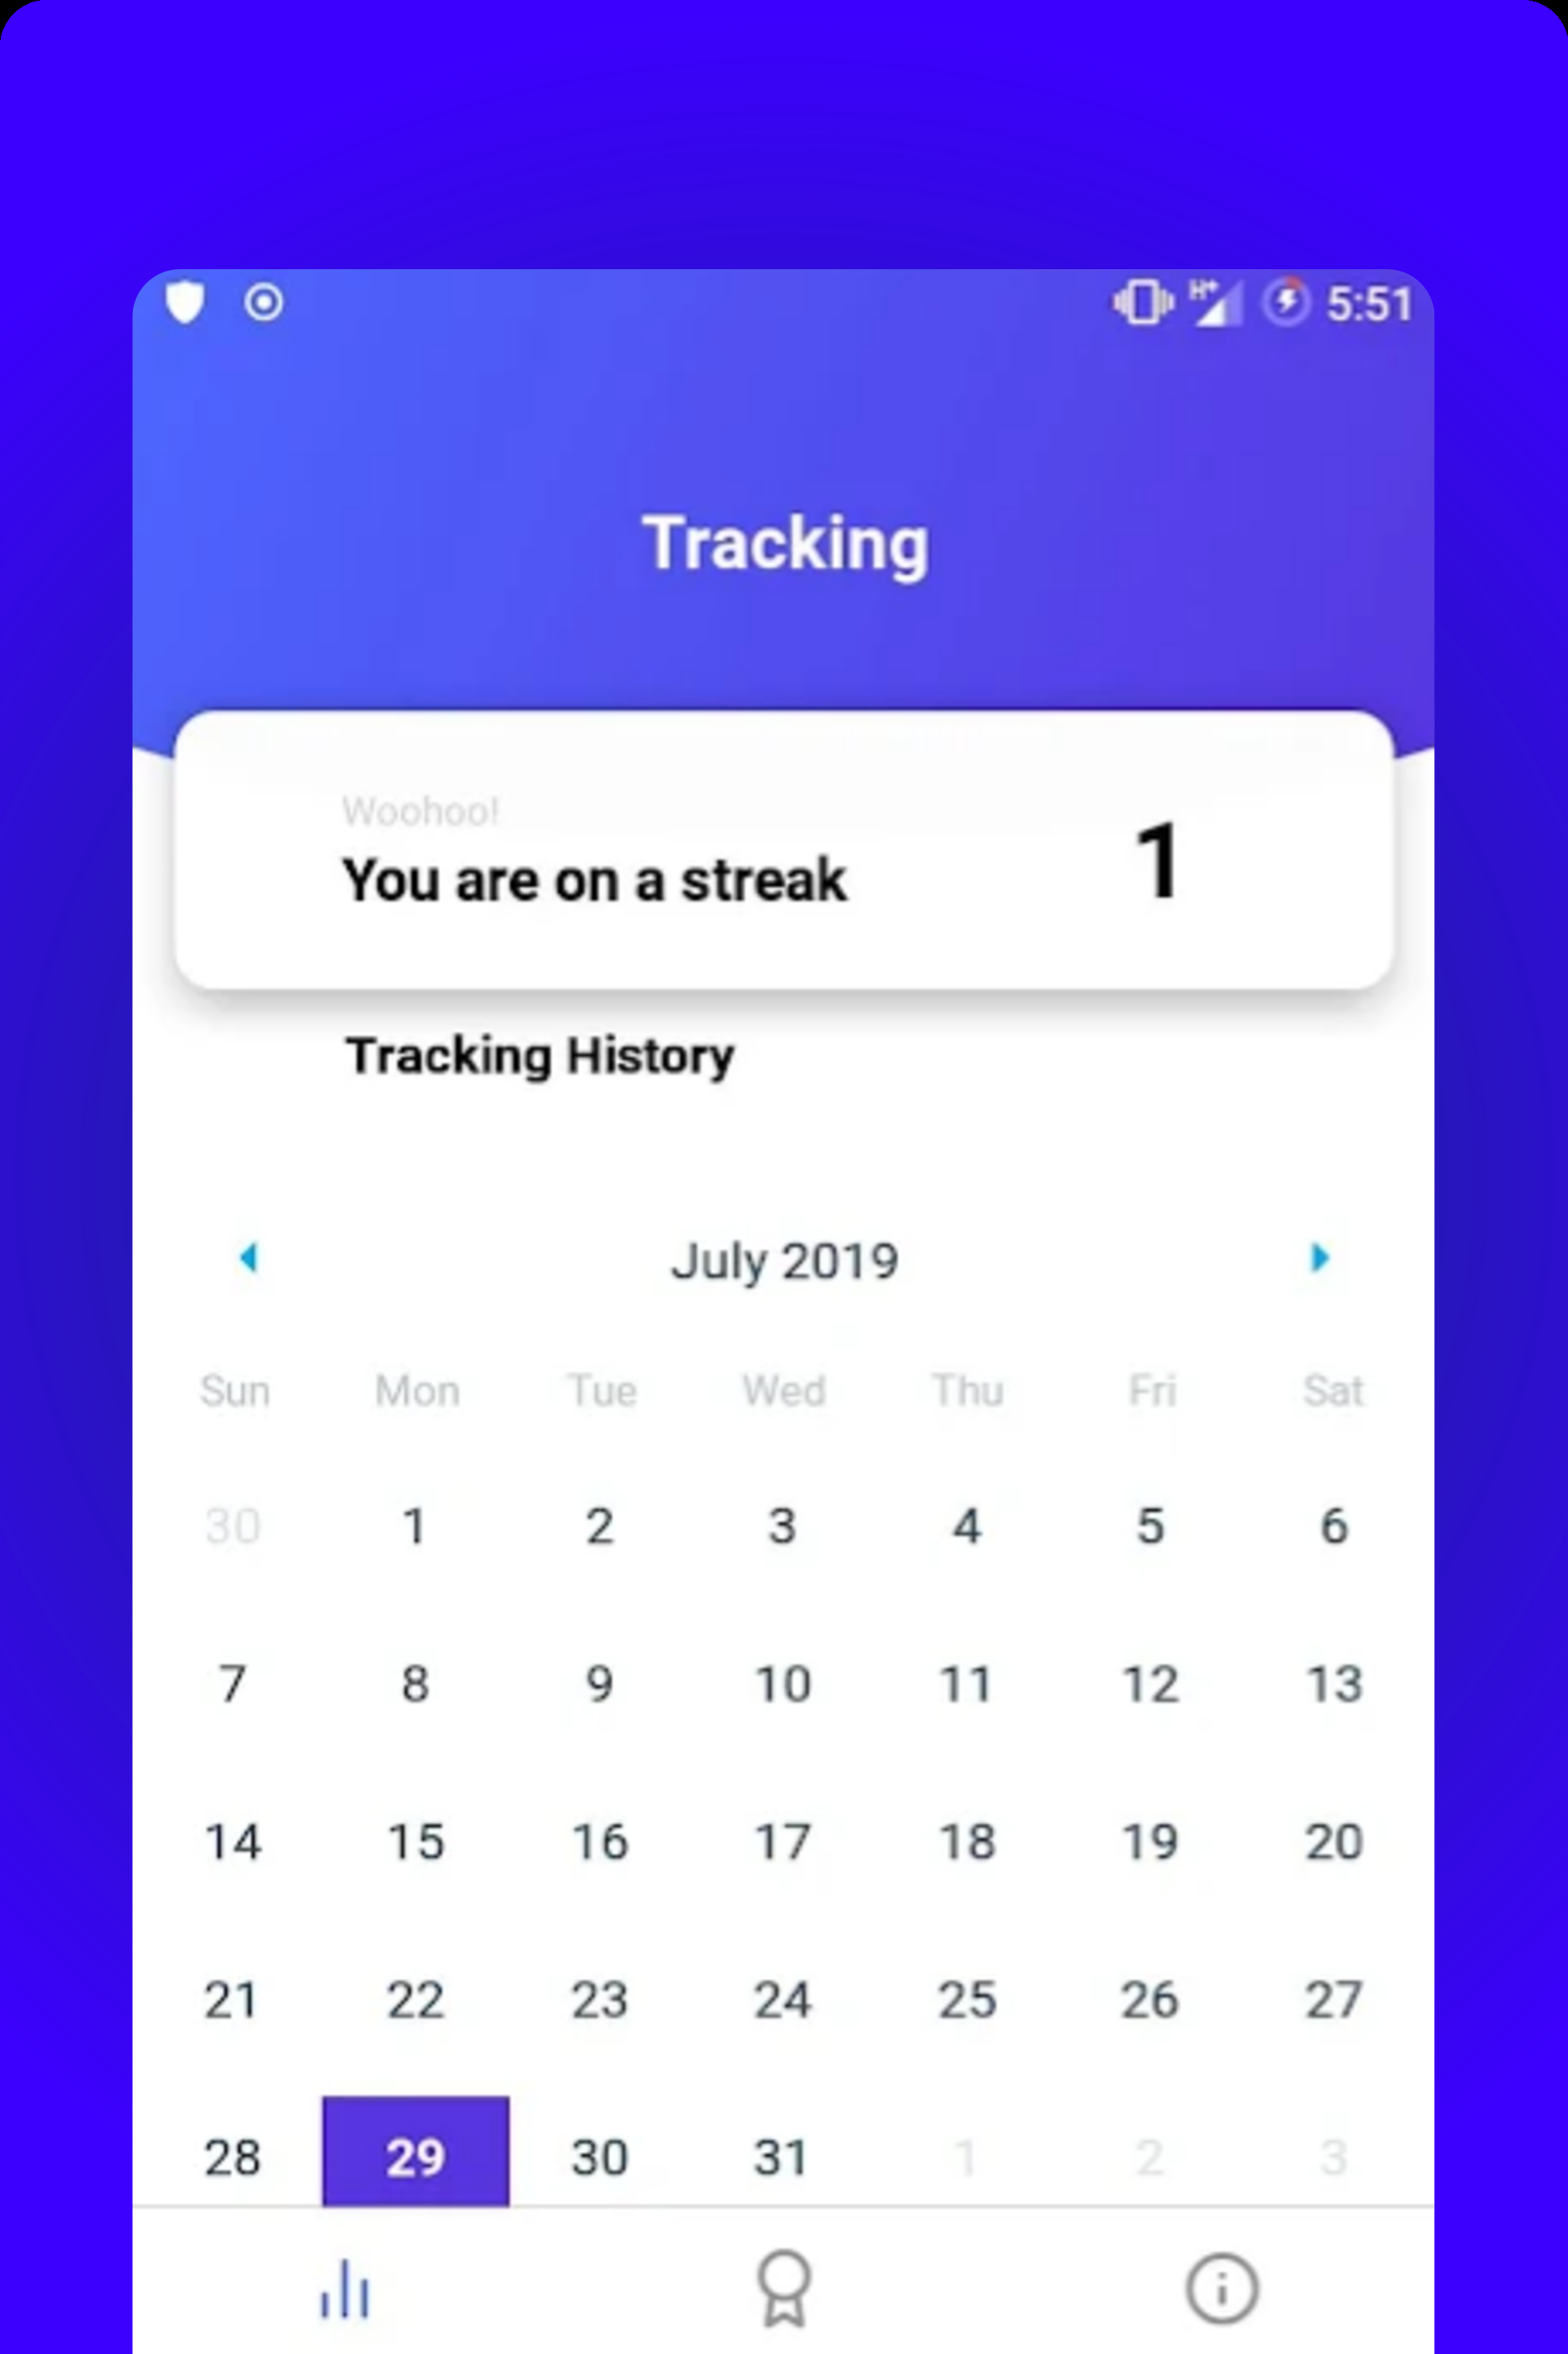 H+ 5:51
Tracking
Woohoo!
You are on a streak
1
Tracking History
July 2019
Sun Mon Tue Wed Thu Fri Sat
30 1 2 3 4 5 6
7 8 9 10 11 12 13
14 15 16 17 18 19 20
21 22 23 24 25 26 27
28 29 30 31 1 2 3